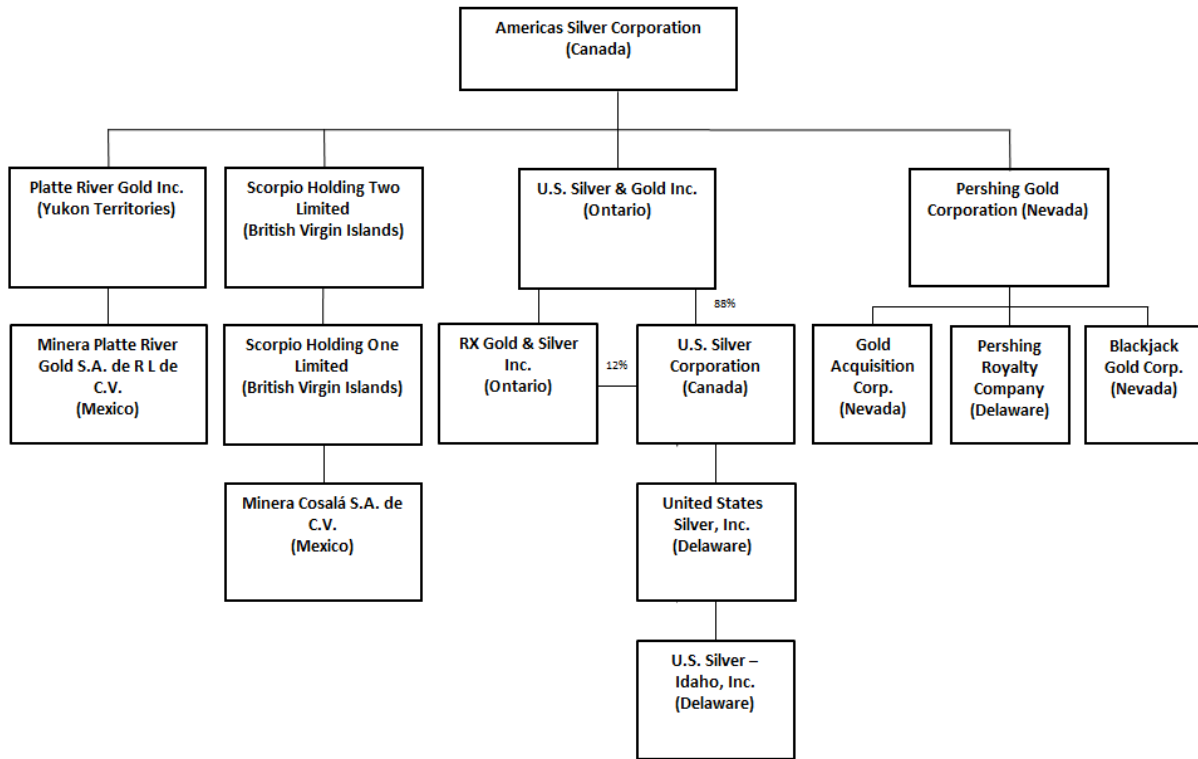 Americas Silver Corporation
(Canada)
Platte River Gold Inc.
(Yukon Territories)
Scorpio Holding Two
Limited
(British Virgin Islands)
U.S. Silver & Gold Inc.
(Ontario)
Pershing Gold
Corporation (Nevada)
88%
Minera Platte River
Gold S.A. de R L de
C.V.
(Mexico)
Scorpio Holding One
Limited
(British Virgin Islands)
RX Gold & Silver
Inc.
(Ontario)
12%
U.S. Silver
Corporation
(Canada)
Gold
Acquisition
Corp.
(Nevada)
Pershing
Royalty
Company
(Delaware)
Blackjack
Gold Corp.
(Nevada)
Minera Cosalá S.A. de
C.V.
(Mexico)
United States
Silver, Inc.
(Delaware)
U.S. Silver –
Idaho, Inc.
(Delaware)